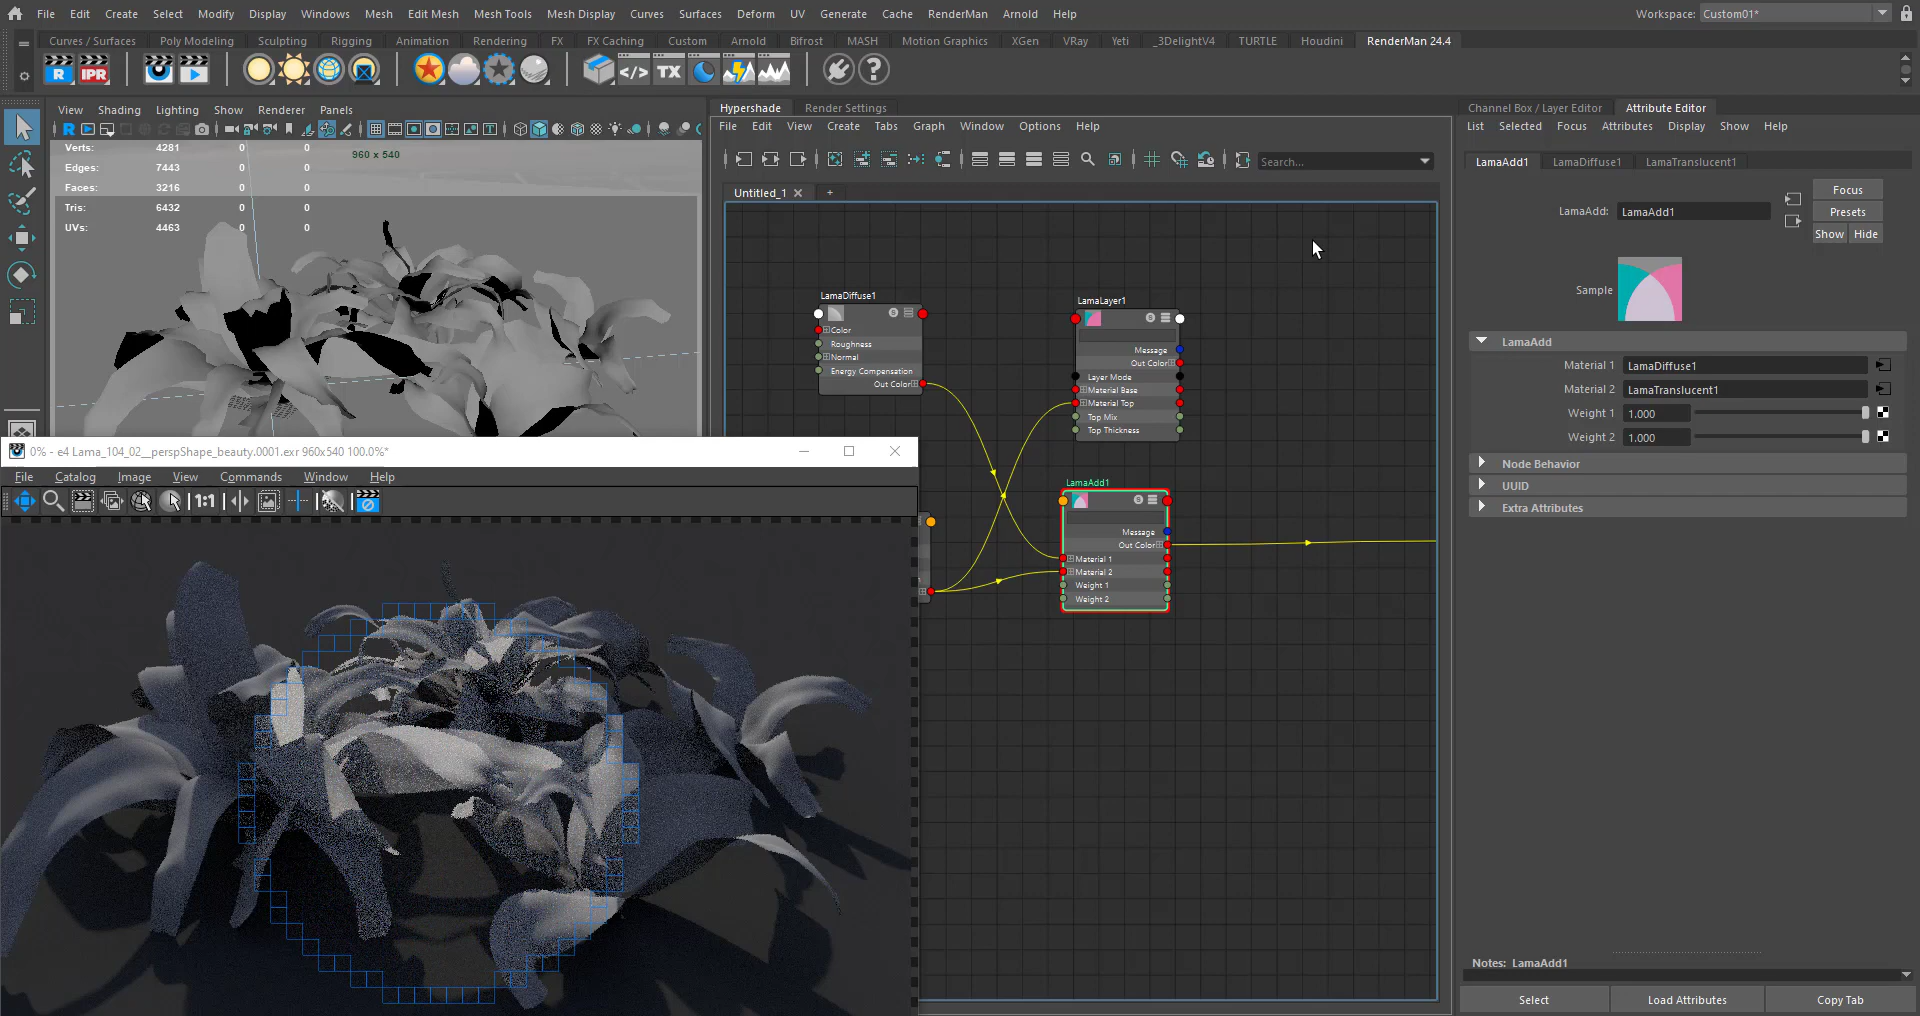 File Edit Create Select Modify Display Windows Mesh Edit Mesh Mesh Tools Mesh Display Curves Surfaces Deform UV Generate Cache RenderMan Arnold Help
Workspace: Custom01*
Curves / Surfaces Poly Modeling Sculpting Rigging Animation Rendering FX FX Caching Custom Arnold Bifrost MASH Motion Graphics XGen VRay Yeti _3DelightV4 TURTLE Houdini RenderMan 24.4
R IPR </> TX ?
View Shading Lighting Show Renderer Panels
Verts: 4281 0 0
960 x 540
Edges: 7443 0 0
Faces: 3216 0 0
Tris: 6432 0 0
UVs: 4463 0 0
Hypershade Render Settings
File Edit View Create Tabs Graph Window Options Help
Search...
Untitled_1 × +
LamaDiffuse1
Color
Roughness
Normal
Energy Compensation
Out Color
LamaLayer1
Message
Out Color
Layer Mode
Material Base
Material Top
Top Mix
Top Thickness
LamaAdd1
Message
Out Color
Material 1
Material 2
Weight 1
Weight 2
0% - e4 Lama_104_02__perspShape_beauty.0001.exr 960x540 100.0%*
File Catalog Image View Commands Window Help
1:1
Channel Box / Layer Editor Attribute Editor
List Selected Focus Attributes Display Show Help
LamaAdd1 LamaDiffuse1 LamaTranslucent1
Focus
LamaAdd: LamaAdd1
Presets
Show Hide
Sample
LamaAdd
Material 1 LamaDiffuse1
Material 2 LamaTranslucent1
Weight 1 1.000
Weight 2 1.000
Node Behavior
UUID
Extra Attributes
Notes: LamaAdd1
Select Load Attributes Copy Tab